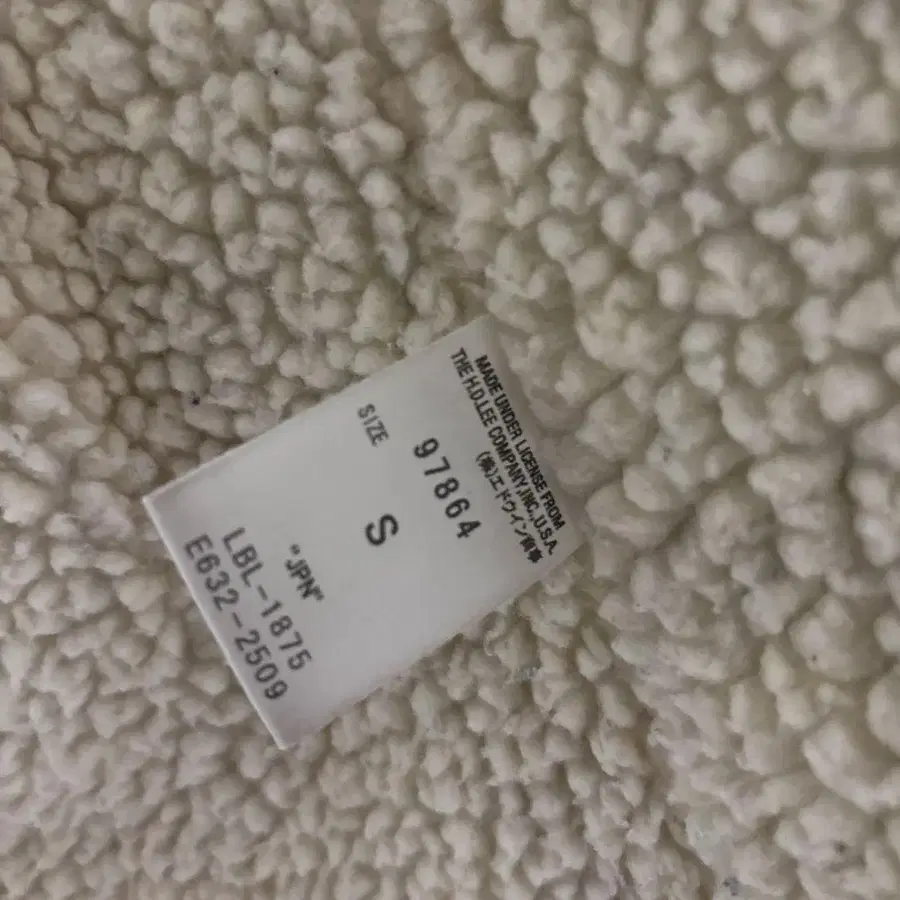 MADE UNDER LICENSE FROM
THE H.D.LEE COMPANY,INC.,U.S.A.
(株)エドウイン商事
97864
SIZE S
"JPN"
LBL-1875
E632-2509